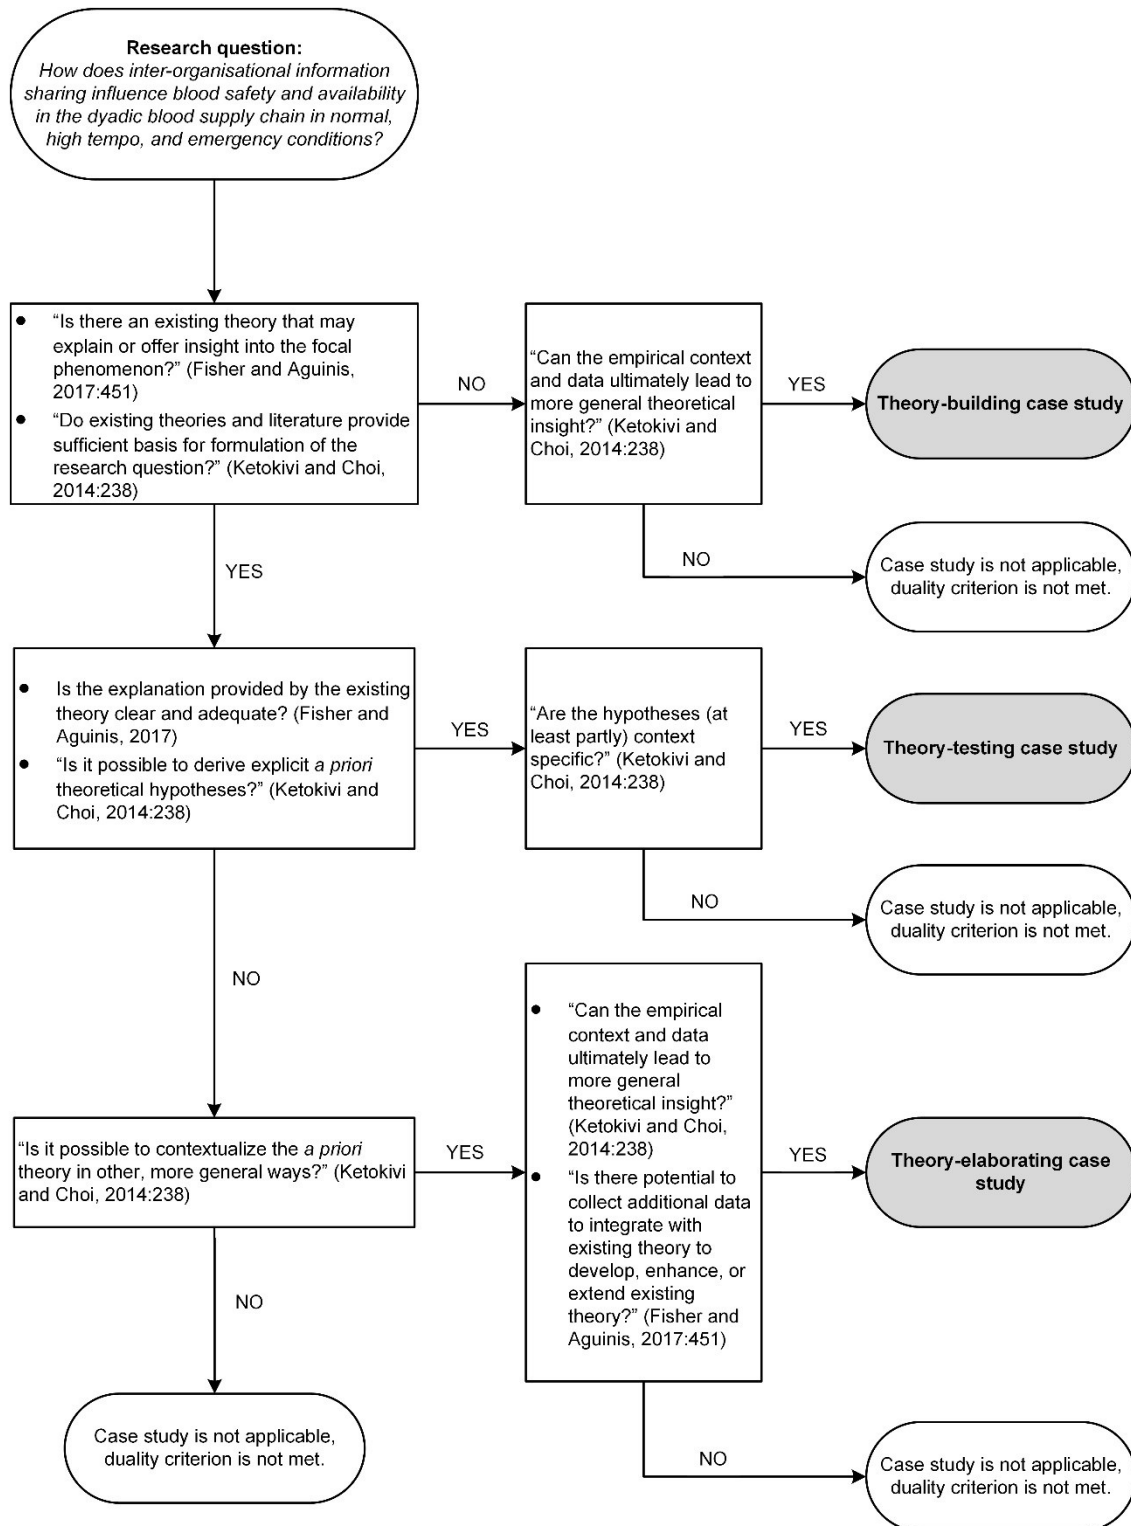 Research question:
How does inter-organisational information
sharing influence blood safety and availability
in the dyadic blood supply chain in normal,
high tempo, and emergency conditions?
● “Is there an existing theory that may
explain or offer insight into the focal
phenomenon?” (Fisher and Aguinis,
2017:451)
● “Do existing theories and literature provide
sufficient basis for formulation of the
research question?” (Ketokivi and Choi,
2014:238)
NO
“Can the empirical context
and data ultimately lead to
more general theoretical
insight?” (Ketokivi and
Choi, 2014:238)
YES
Theory-building case study
NO
Case study is not applicable,
duality criterion is not met.
YES
● Is the explanation provided by the existing
theory clear and adequate? (Fisher and
Aguinis, 2017)
● “Is it possible to derive explicit a priori
theoretical hypotheses?” (Ketokivi and
Choi, 2014:238)
YES
“Are the hypotheses (at
least partly) context
specific?” (Ketokivi and
Choi, 2014:238)
YES
Theory-testing case study
NO
Case study is not applicable,
duality criterion is not met.
NO
“Is it possible to contextualize the a priori
theory in other, more general ways?” (Ketokivi
and Choi, 2014:238)
YES
● “Can the empirical
context and data
ultimately lead to
more general
theoretical insight?”
(Ketokivi and Choi,
2014:238)
● “Is there potential to
collect additional data
to integrate with
existing theory to
develop, enhance, or
extend existing
theory?” (Fisher and
Aguinis, 2017:451)
YES
Theory-elaborating case
study
NO
Case study is not applicable,
duality criterion is not met.
NO
Case study is not applicable,
duality criterion is not met.